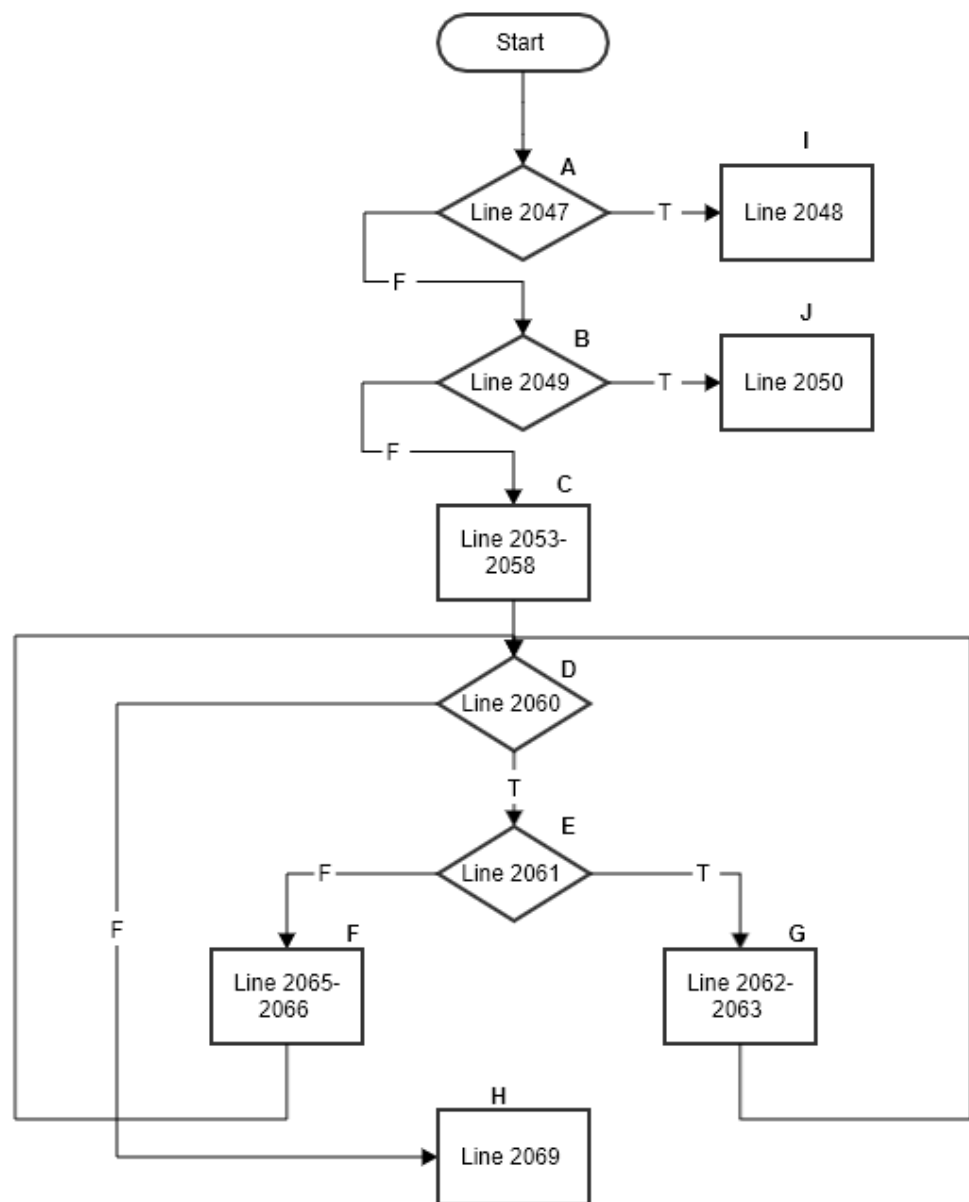 Start
A
I
Line 2047
T
Line 2048
F
B
J
Line 2049
T
Line 2050
F
C
Line 2053-
2058
D
Line 2060
T
E
Line 2061
F
T
F
F
G
Line 2065-
2066
Line 2062-
2063
H
Line 2069